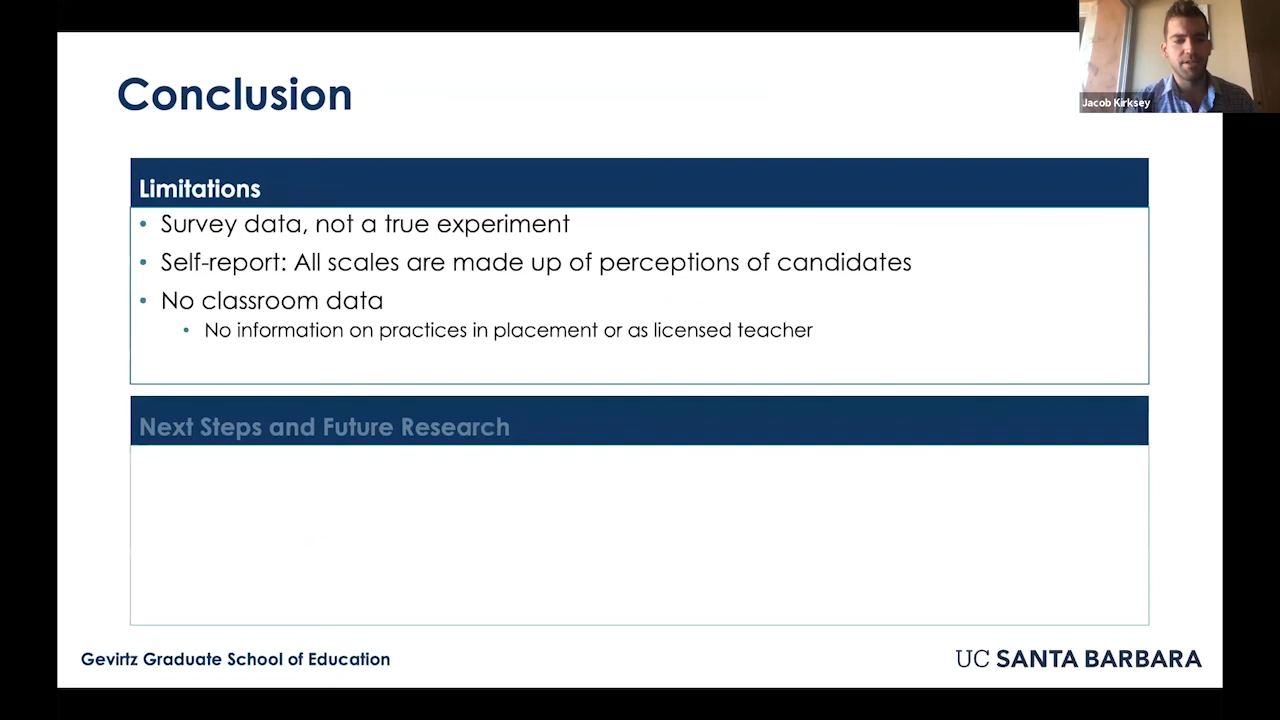 Conclusion
Jacob Kirksey
Limitations
• Survey data, not a true experiment
• Self-report: All scales are made up of perceptions of candidates
• No classroom data
• No information on practices in placement or as licensed teacher
Next Steps and Future Research
Gevirtz Graduate School of Education
UC SANTA BARBARA